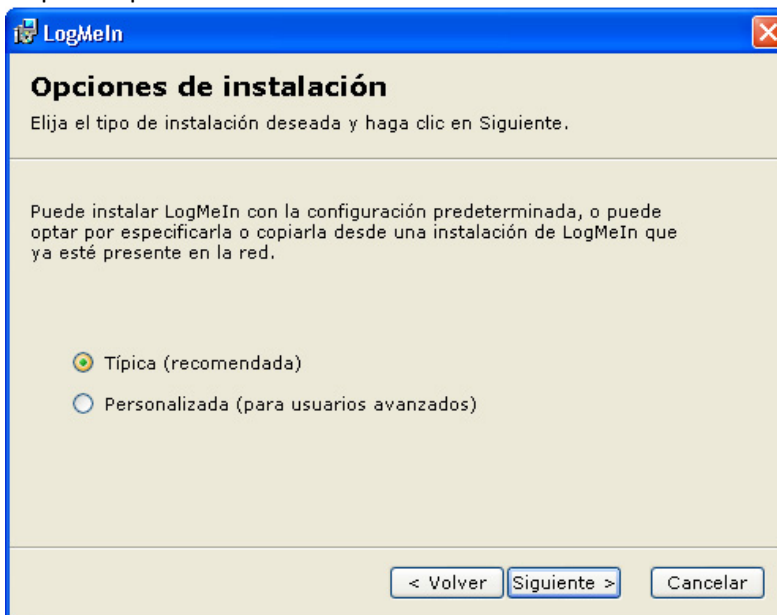 LogMeIn
Opciones de instalación
Elija el tipo de instalación deseada y haga clic en Siguiente.
Puede instalar LogMeIn con la configuración predeterminada, o puede
optar por especificarla o copiarla desde una instalación de LogMeIn que
ya esté presente en la red.
Típica (recomendada)
Personalizada (para usuarios avanzados)
< Volver Siguiente > Cancelar